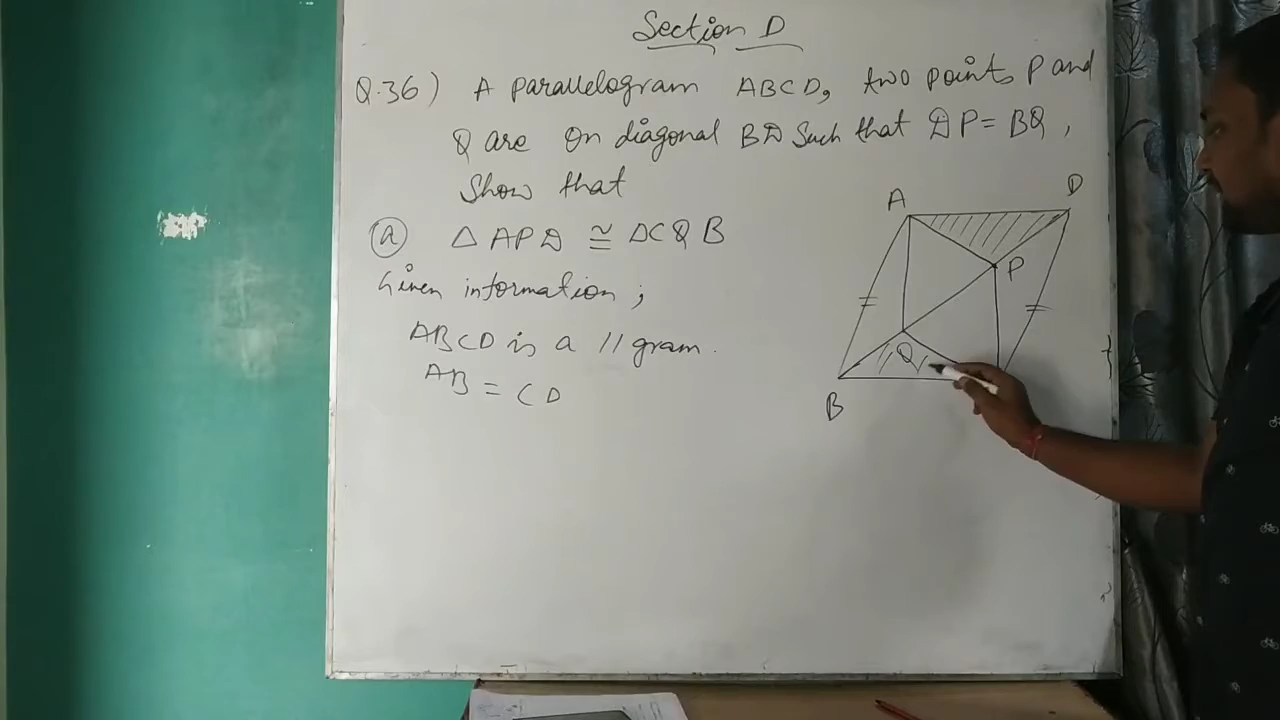 Section D
Q.36) A parallelogram ABCD, two points P and
Q are on diagonal BD such that DP = BQ,
Show that
(a) △APD ≅ △CQB
Given information;
ABCD is a //gram.
AB = CD
A
D
P
Q
B